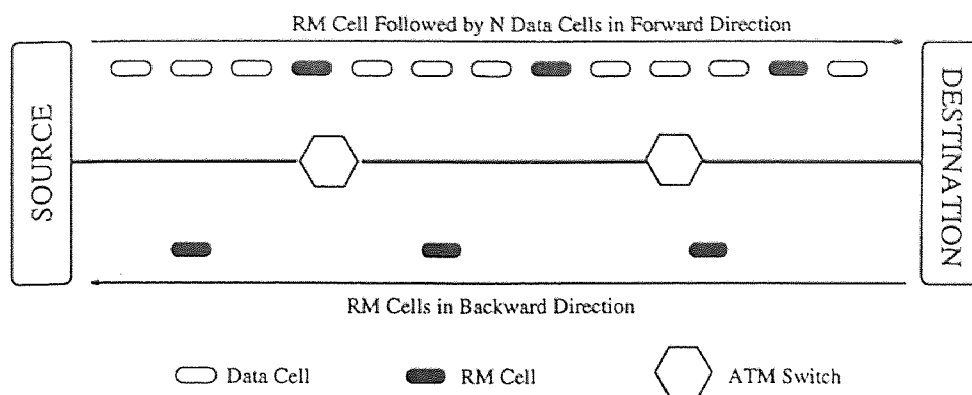 RM Cell Followed by N Data Cells in Forward Direction
SOURCE
DESTINATION
RM Cells in Backward Direction
Data Cell
RM Cell
ATM Switch